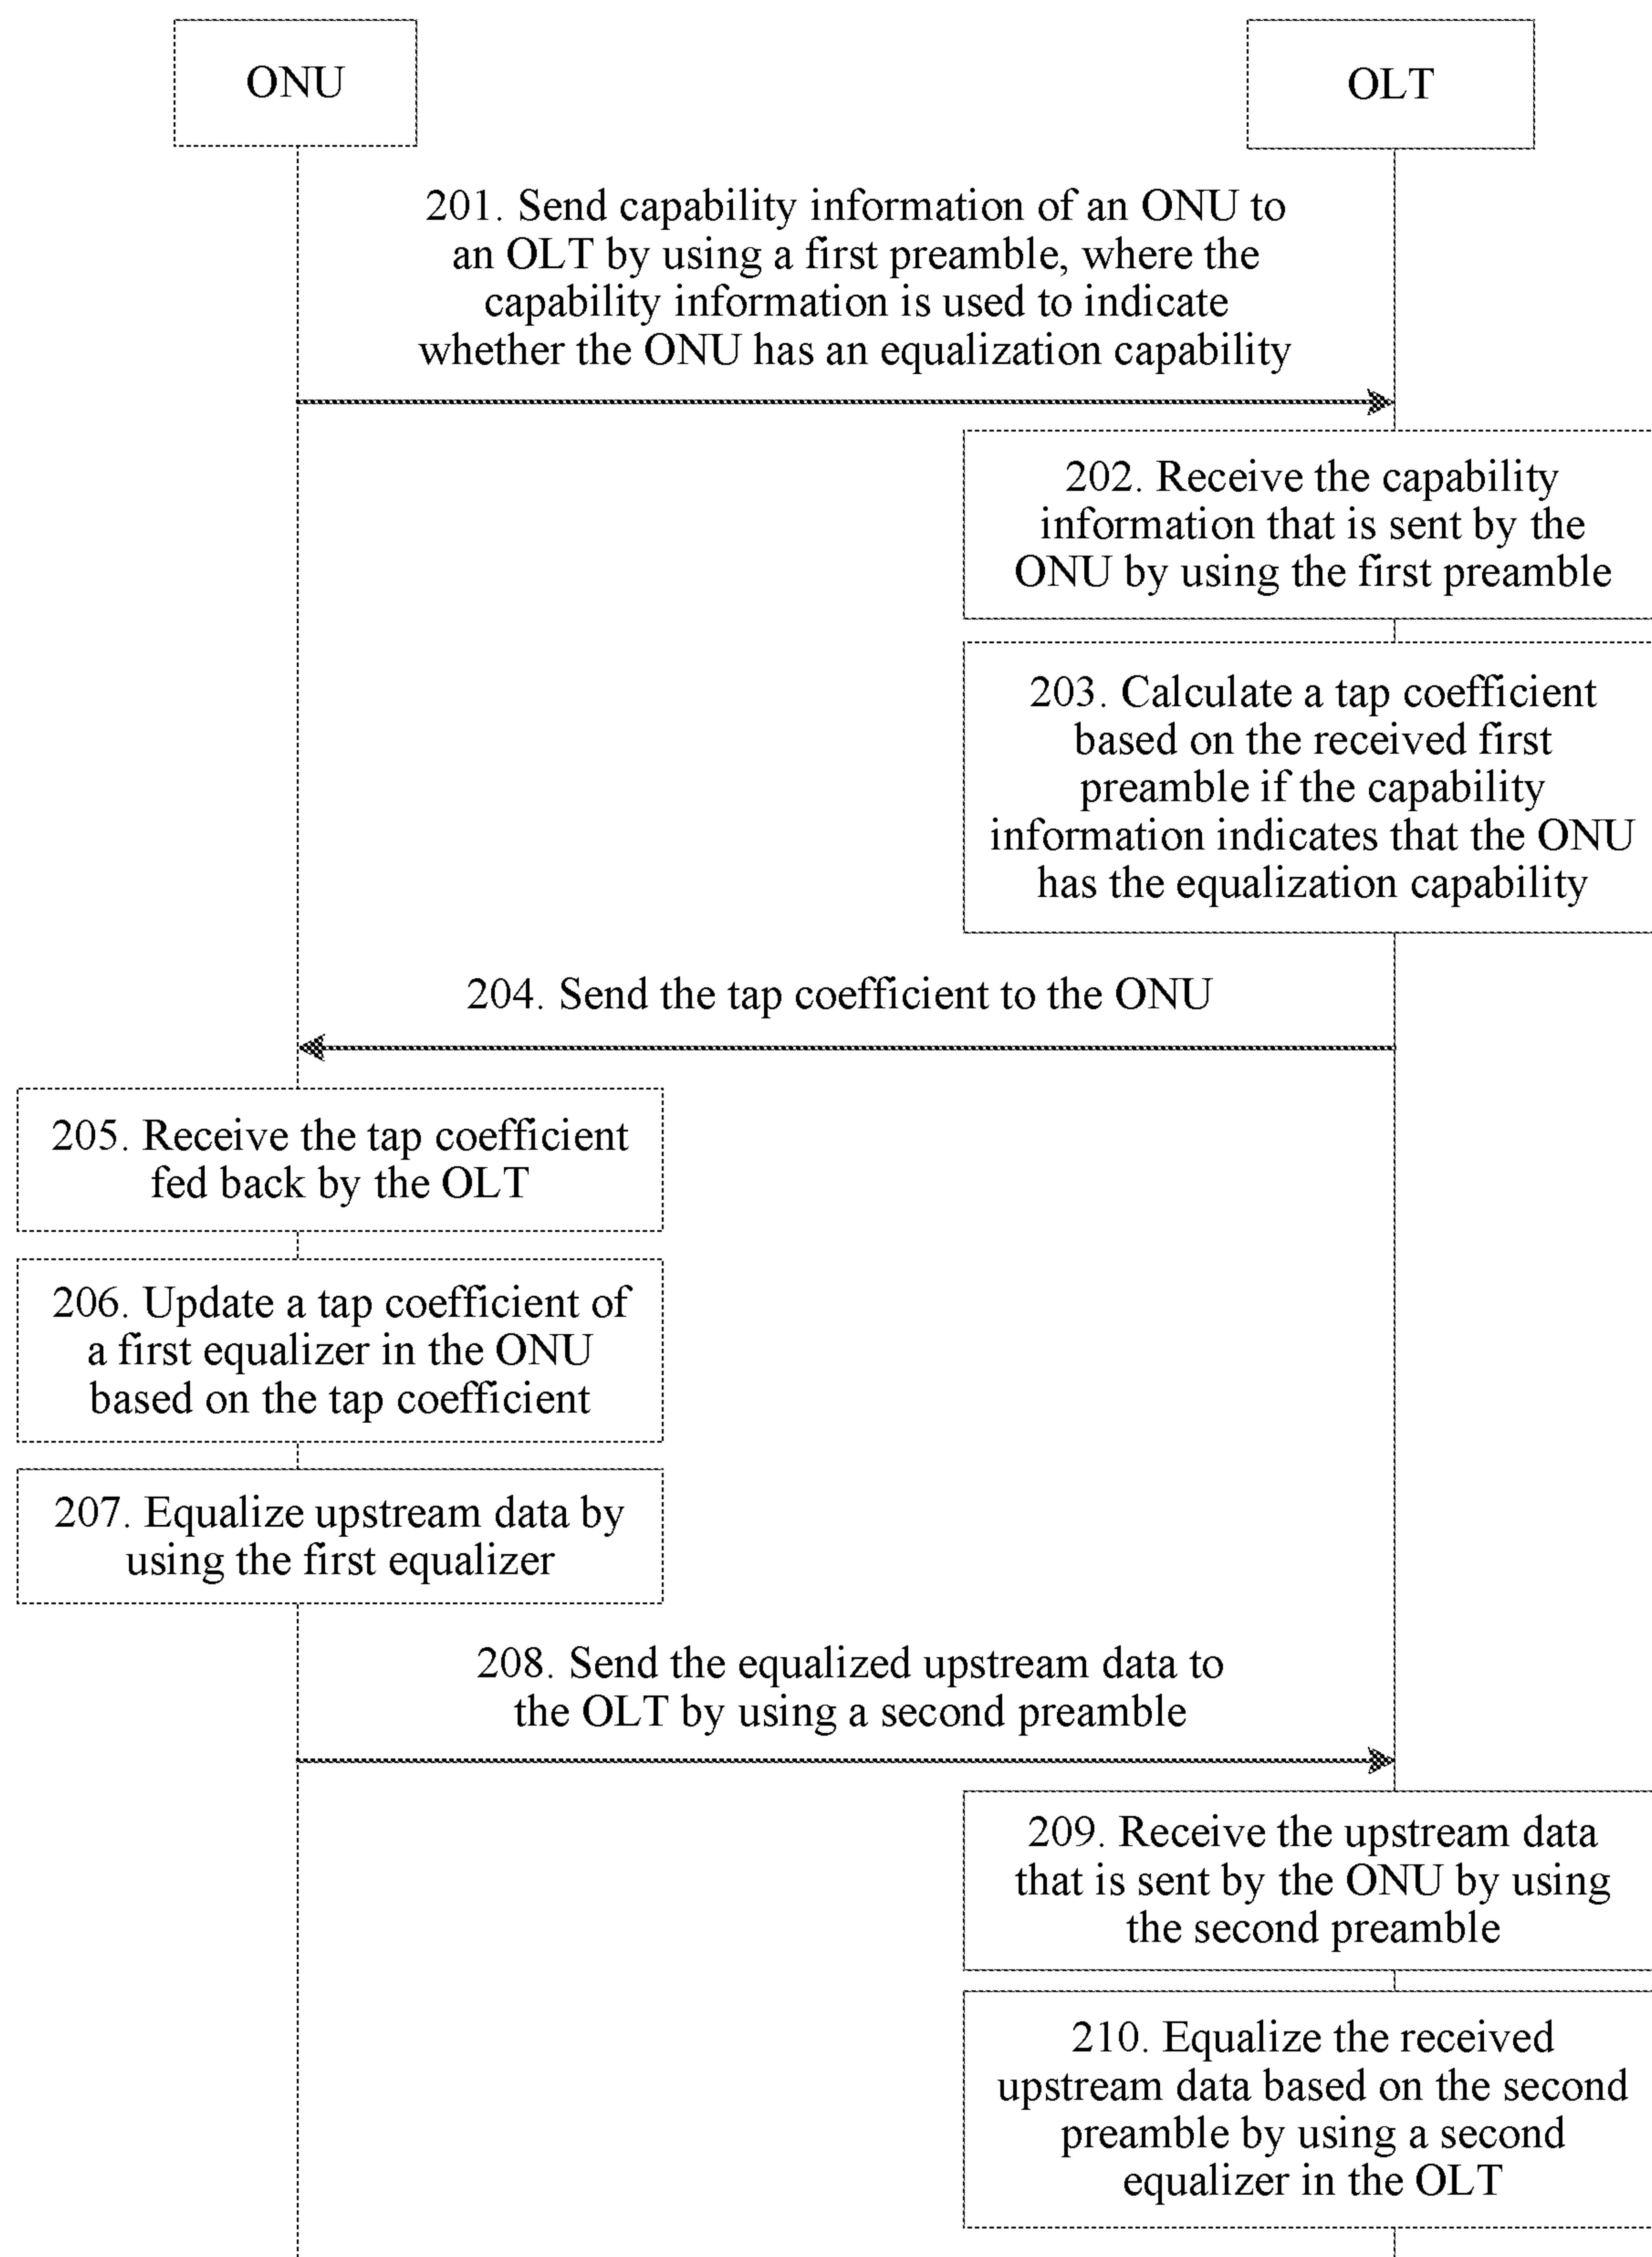 ONU
OLT
201. Send capability information of an ONU to
an OLT by using a first preamble, where the
capability information is used to indicate
whether the ONU has an equalization capability
202. Receive the capability
information that is sent by the
ONU by using the first preamble
203. Calculate a tap coefficient
based on the received first
preamble if the capability
information indicates that the ONU
has the equalization capability
204. Send the tap coefficient to the ONU
205. Receive the tap coefficient
fed back by the OLT
206. Update a tap coefficient of
a first equalizer in the ONU
based on the tap coefficient
207. Equalize upstream data by
using the first equalizer
208. Send the equalized upstream data to
the OLT by using a second preamble
209. Receive the upstream data
that is sent by the ONU by using
the second preamble
210. Equalize the received
upstream data based on the second
preamble by using a second
equalizer in the OLT